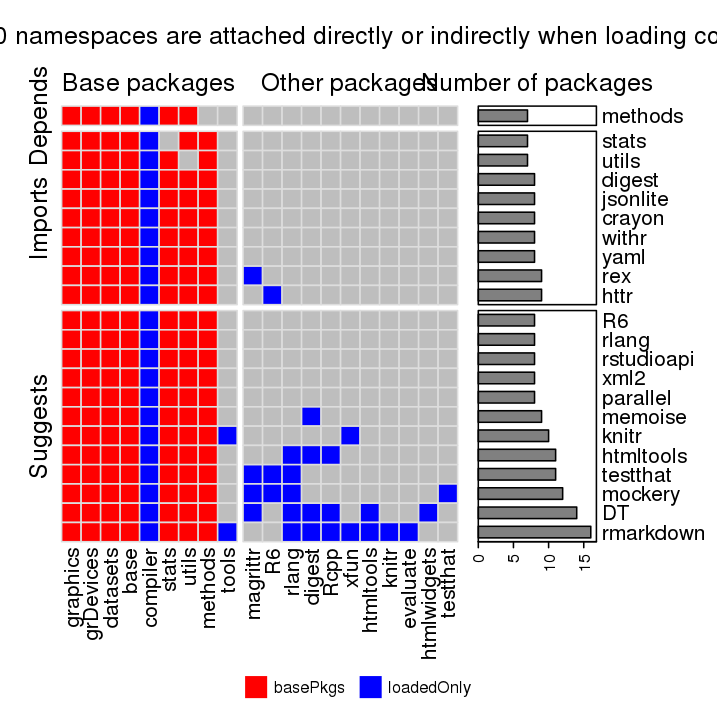 0 namespaces are attached directly or indirectly when loading co
Base packages
Other packages
Number of packages
Depends
Imports
Suggests
methods
stats
utils
digest
jsonlite
crayon
withr
yaml
rex
httr
R6
rlang
rstudioapi
xml2
parallel
memoise
knitr
htmltools
testthat
mockery
DT
rmarkdown
0
5
10
15
graphics
grDevices
datasets
base
compiler
stats
utils
methods
tools
magrittr
R6
rlang
digest
Rcpp
xfun
htmltools
knitr
evaluate
htmlwidgets
testthat
basePkgs
loadedOnly